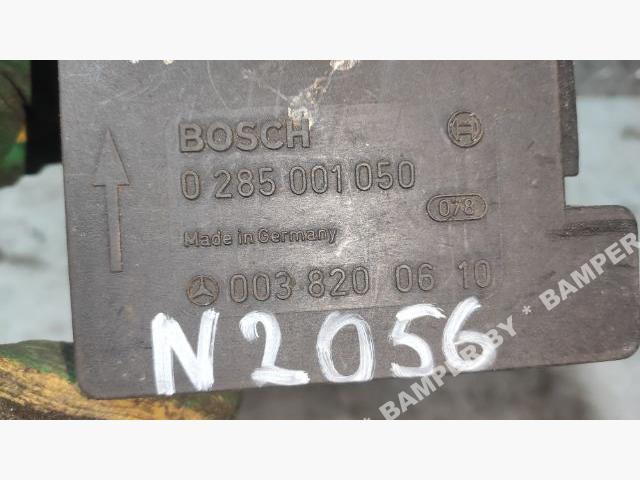 BOSCH
0 285 001 050
078
Made in Germany
003 820 06 10
N2056
BAMPER.BY * BAMPER